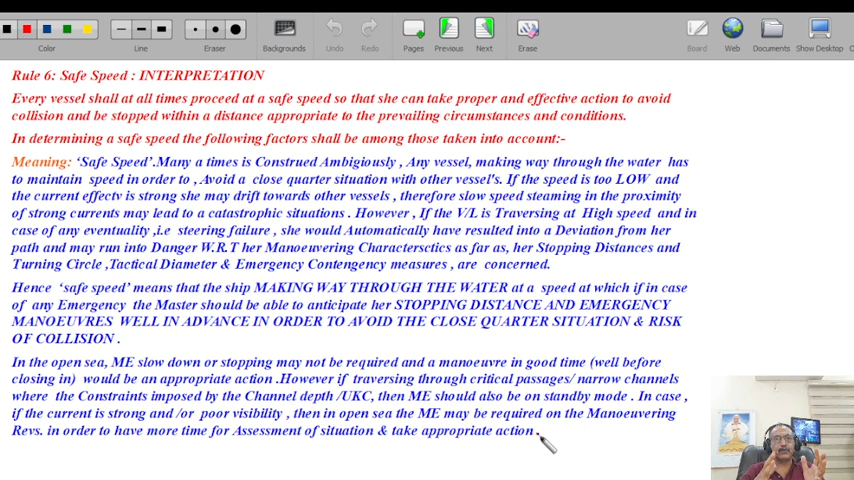 Color
Line
Eraser
Backgrounds
Undo
Redo
Pages
Previous
Next
Erase
Board
Web
Documents
Show Desktop
Rule 6: Safe Speed : INTERPRETATION
Every vessel shall at all times proceed at a safe speed so that she can take proper and effective action to avoid
collision and be stopped within a distance appropriate to the prevailing circumstances and conditions.
In determining a safe speed the following factors shall be among those taken into account:-
Meaning: ‘Safe Speed’.Many a times is Construed Ambigiously , Any vessel, making way through the water has
to maintain speed in order to , Avoid a close quarter situation with other vessel's. If the speed is too LOW and
the current effectv is strong she may drift towards other vessels , therefore slow speed steaming in the proximity
of strong currents may lead to a catastrophic situations . However , If the V/L is Traversing at High speed and in
case of any eventuality ,i.e steering failure , she would Automatically have resulted into a Deviation from her
path and may run into Danger W.R.T her Manoeuvering Charactersctics as far as, her Stopping Distances and
Turning Circle ,Tactical Diameter & Emergency Contengency measures , are concerned.
Hence ‘safe speed’ means that the ship MAKING WAY THROUGH THE WATER at a speed at which if in case
of any Emergency the Master should be able to anticipate her STOPPING DISTANCE AND EMERGENCY
MANOEUVRES WELL IN ADVANCE IN ORDER TO AVOID THE CLOSE QUARTER SITUATION & RISK
OF COLLISION .
In the open sea, ME slow down or stopping may not be required and a manoeuvre in good time (well before
closing in) would be an appropriate action .However if traversing through critical passages/ narrow channels
where the Constraints imposed by the Channel depth /UKC, then ME should also be on standby mode . In case ,
if the current is strong and /or poor visibility , then in open sea the ME may be required on the Manoeuvering
Revs. in order to have more time for Assessment of situation & take appropriate action .